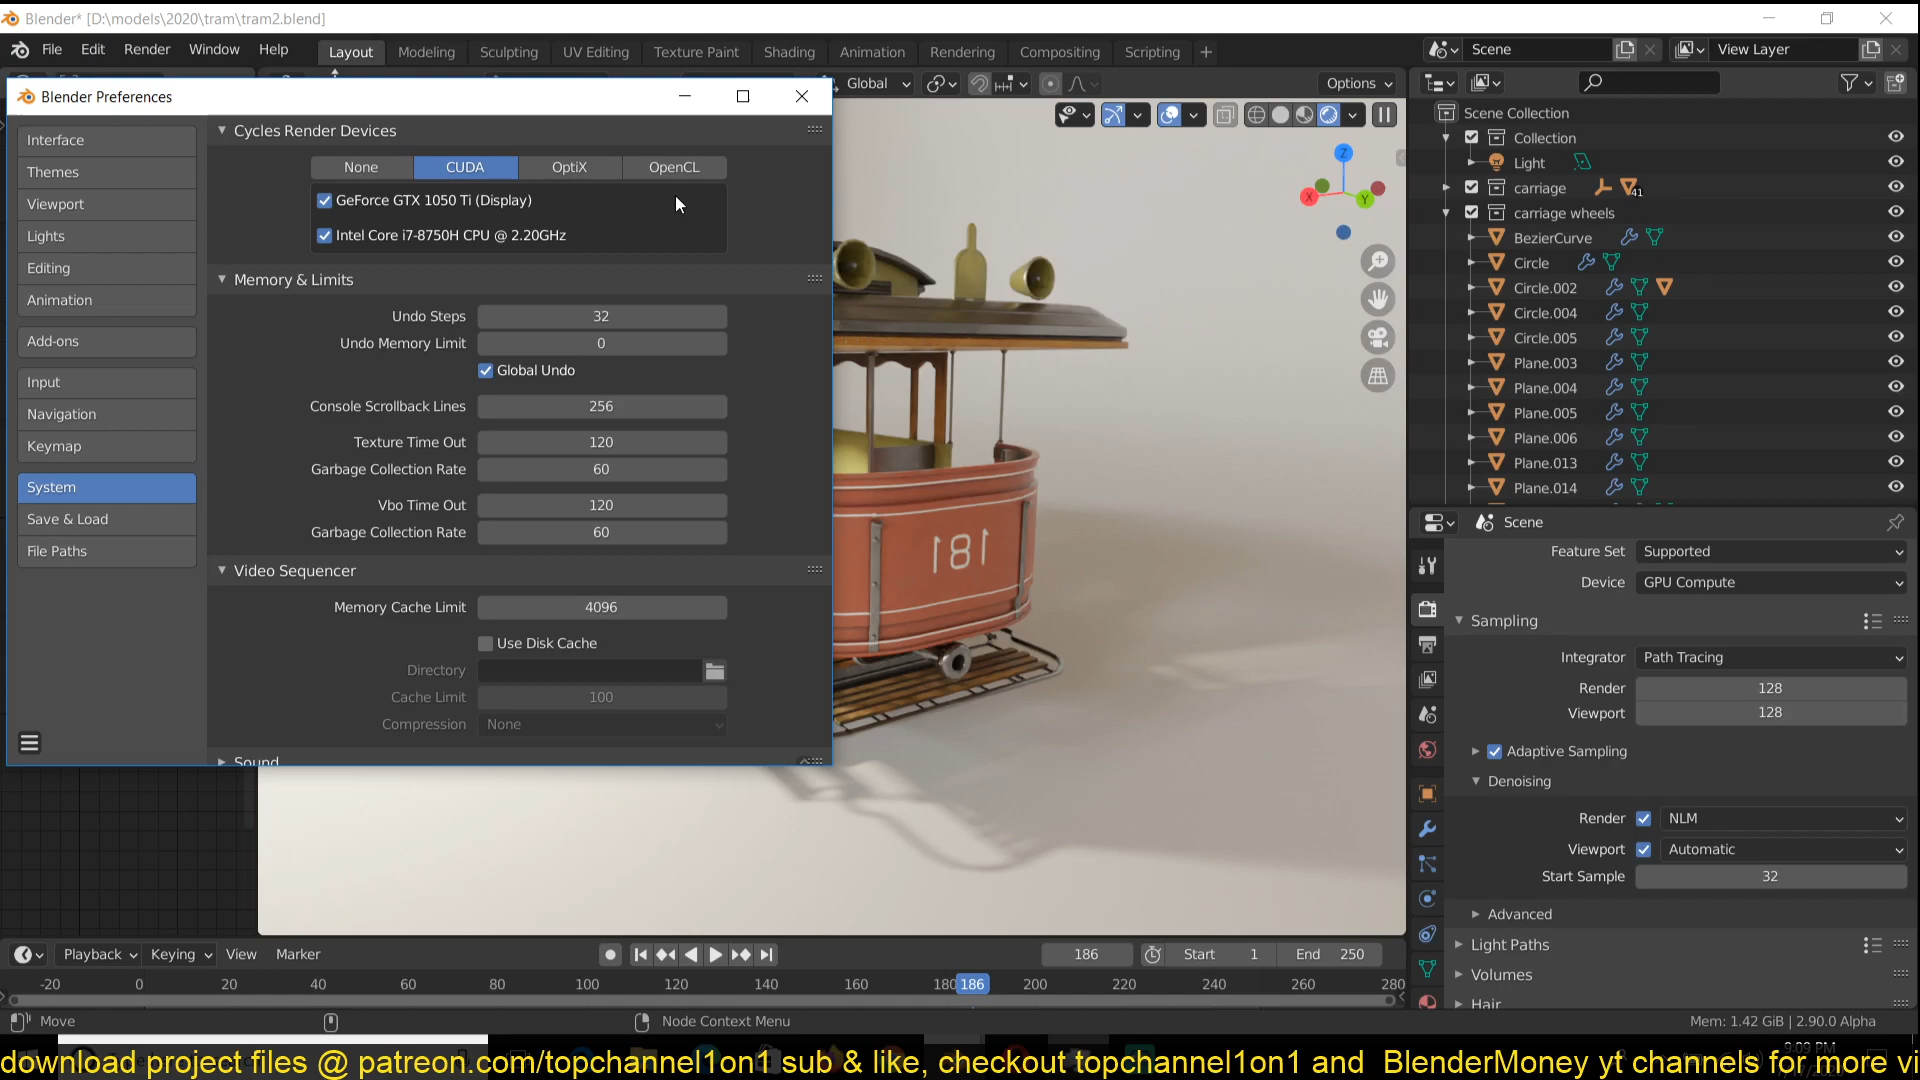 Blender* [D:\models\2020\tram\tram2.blend]
File Edit Render Window Help Layout Modeling Sculpting UV Editing Texture Paint Shading Animation Rendering Compositing Scripting + Scene View Layer
Global Options
Blender Preferences
Interface
Themes
Viewport
Lights
Editing
Animation
Add-ons
Input
Navigation
Keymap
System
Save & Load
File Paths
Cycles Render Devices
None CUDA OptiX OpenCL
GeForce GTX 1050 Ti (Display)
Intel Core i7-8750H CPU @ 2.20GHz
Memory & Limits
Undo Steps 32
Undo Memory Limit 0
Global Undo
Console Scrollback Lines 256
Texture Time Out 120
Garbage Collection Rate 60
Vbo Time Out 120
Garbage Collection Rate 60
Video Sequencer
Memory Cache Limit 4096
Use Disk Cache
Directory
Cache Limit 100
Compression None
Sound
Z
X Y
181
Scene Collection
Collection
Light
carriage 41
carriage wheels
BezierCurve
Circle
Circle.002
Circle.004
Circle.005
Plane.003
Plane.004
Plane.005
Plane.006
Plane.013
Plane.014
Scene
Feature Set Supported
Device GPU Compute
Sampling
Integrator Path Tracing
Render 128
Viewport 128
Adaptive Sampling
Denoising
Render NLM
Viewport Automatic
Start Sample 32
Advanced
Light Paths
Volumes
Hair
Playback Keying View Marker 186 Start 1 End 250
-20 0 20 40 60 80 100 120 140 160 180 186 200 220 240 260 280
Move Node Context Menu Mem: 1.42 GiB | 2.90.0 Alpha
9:09 PM
download project files @ patreon.com/topchannel1on1 sub & like, checkout topchannel1on1 and BlenderMoney yt channels for more vi